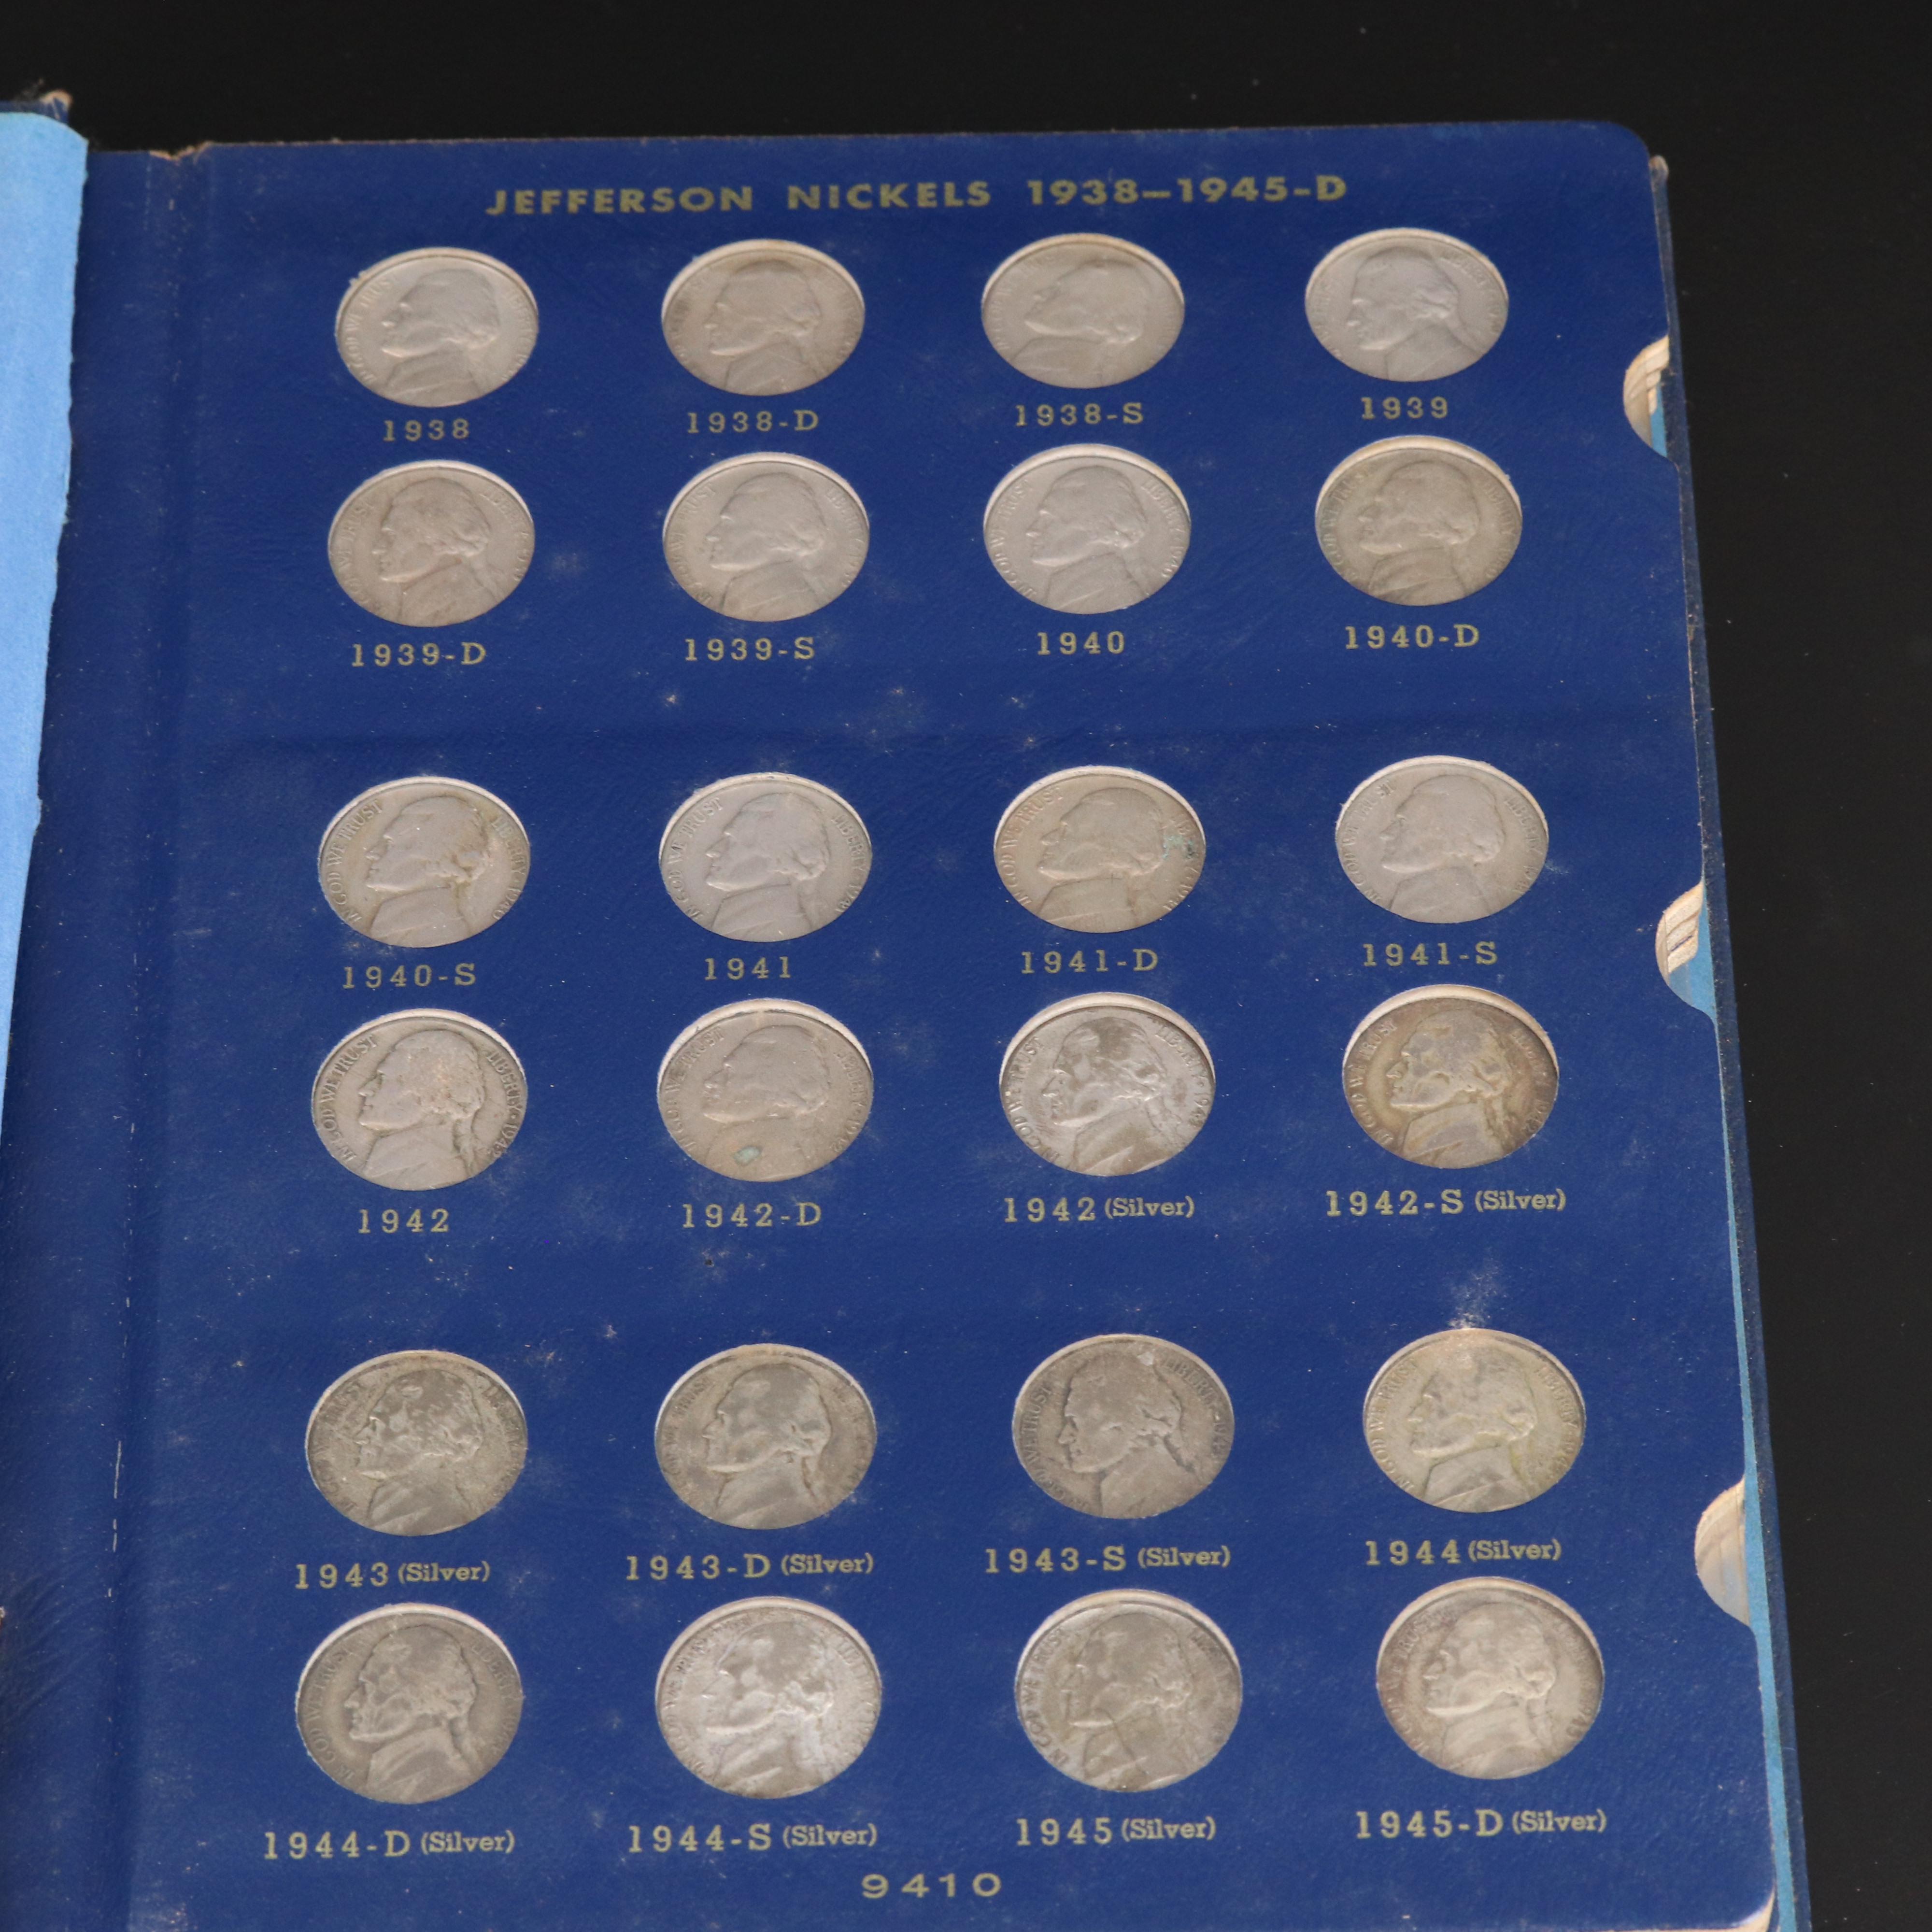 JEFFERSON NICKELS 1938–1945-D
1938 1938-D 1938-S 1939
1939-D 1939-S 1940 1940-D
1940-S 1941 1941-D 1941-S
1942 1942-D 1942 (Silver) 1942-S (Silver)
1943 (Silver) 1943-D (Silver) 1943-S (Silver) 1944 (Silver)
1944-D (Silver) 1944-S (Silver) 1945 (Silver) 1945-D (Silver)
9410